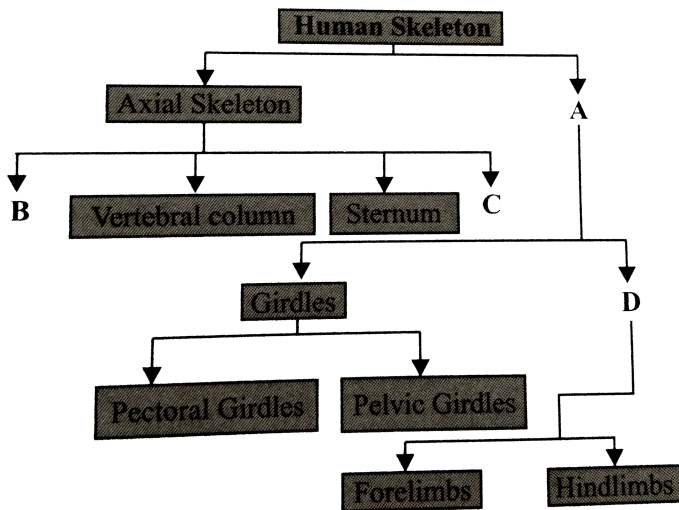 Human Skeleton
Axial Skeleton
A
B
Vertebral column
Sternum
C
Girdles
D
Pectoral Girdles
Pelvic Girdles
Forelimbs
Hindlimbs